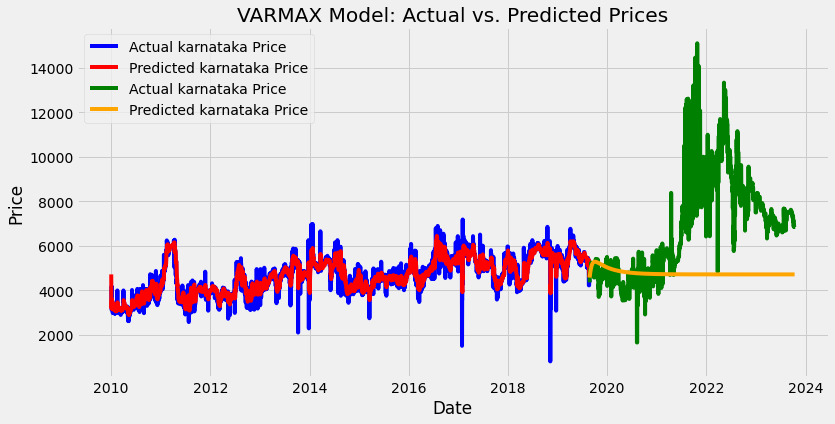 VARMAX Model: Actual vs. Predicted Prices
Actual karnataka Price
Predicted karnataka Price
Actual karnataka Price
Predicted karnataka Price
14000
12000
10000
8000
6000
4000
2000
Price
2010 2012 2014 2016 2018 2020 2022 2024
Date